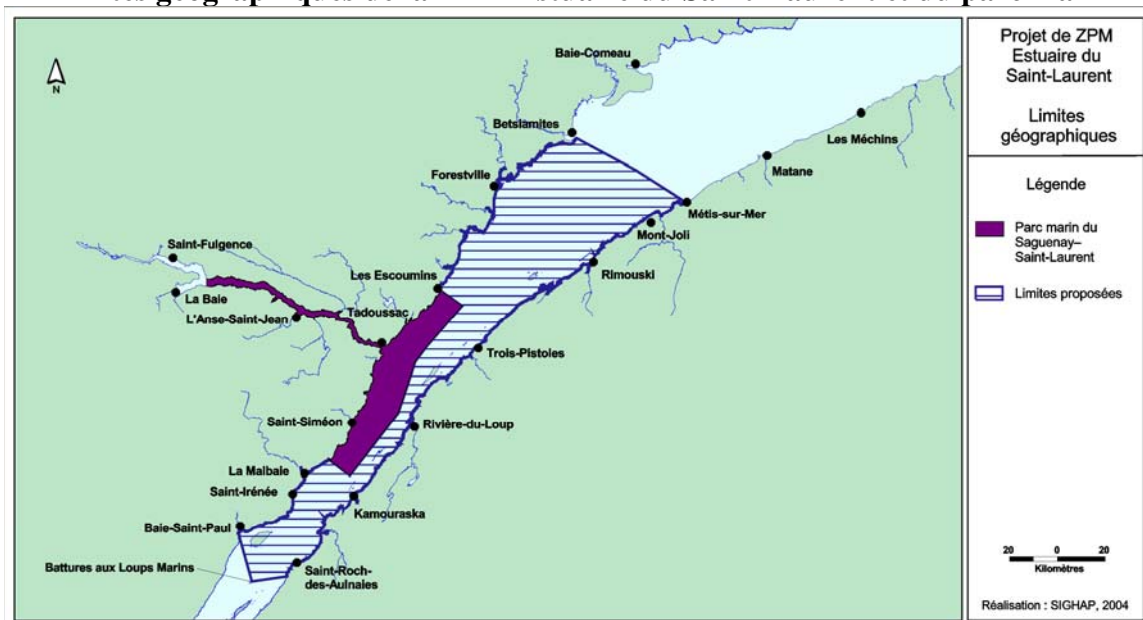 Projet de ZPM
Estuaire du
Saint-Laurent
Limites
géographiques
Légende
Parc marin du
Saguenay–
Saint-Laurent
Limites proposées
20 0 20
Kilomètres
Réalisation : SIGHAP, 2004
N
Baie-Comeau
Betsiamites
Les Méchins
Matane
Forestville
Métis-sur-Mer
Mont-Joli
Saint-Fulgence
Rimouski
Les Escoumins
La Baie
L'Anse-Saint-Jean
Tadoussac
Trois-Pistoles
Saint-Siméon
Rivière-du-Loup
La Malbaie
Saint-Irénée
Kamouraska
Baie-Saint-Paul
Battures aux Loups Marins
Saint-Roch-
des-Aulnaies